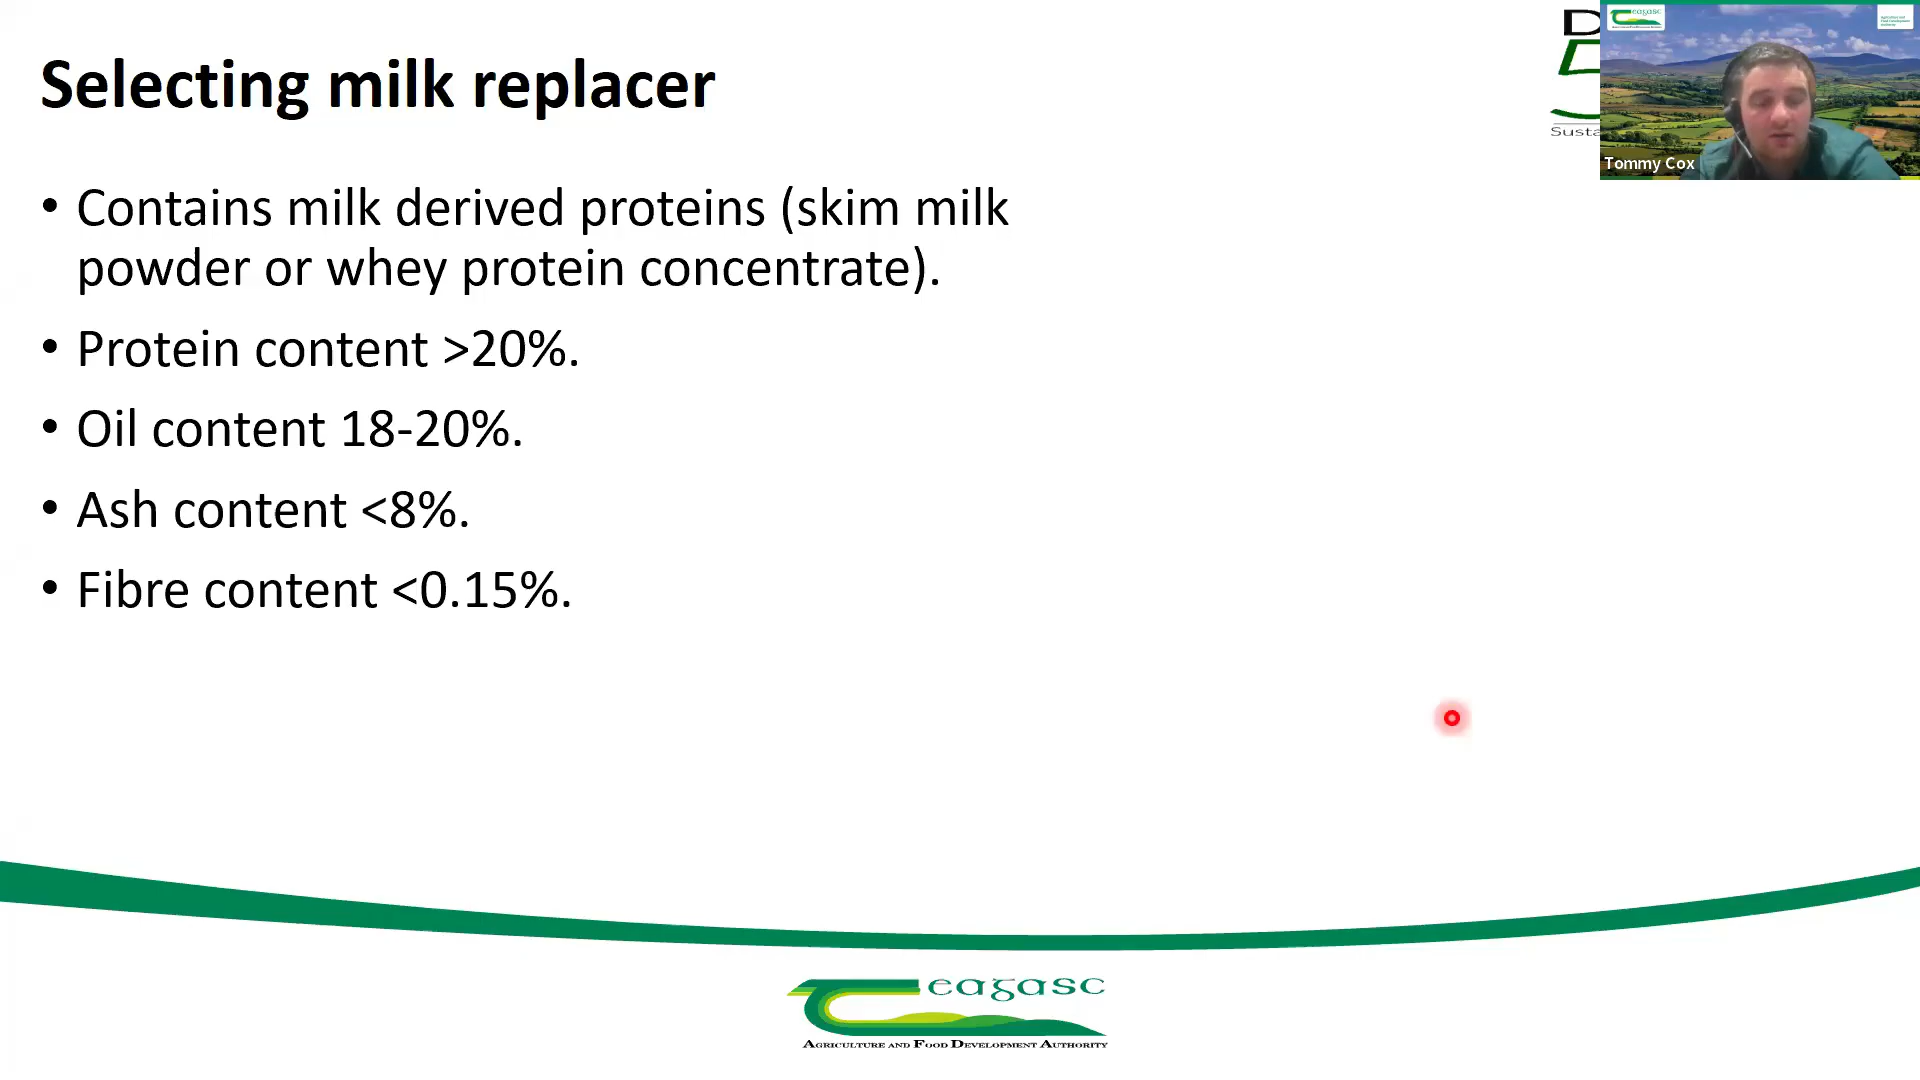 Selecting milk replacer
• Contains milk derived proteins (skim milk
powder or whey protein concentrate).
• Protein content >20%.
• Oil content 18-20%.
• Ash content <8%.
• Fibre content <0.15%.
D
Susta
eagasc
Tommy Cox
eagasc
AGRICULTURE AND FOOD DEVELOPMENT AUTHORITY